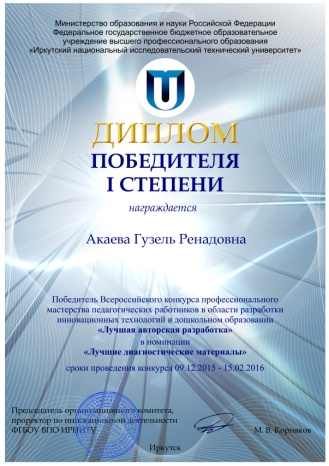 Министерство образования и науки Российской Федерации
Федеральное государственное бюджетное образовательное
учреждение высшего профессионального образования
«Иркутский национальный исследовательский технический университет»
ДИПЛОМ
ПОБЕДИТЕЛЯ
I СТЕПЕНИ
награждается
Акаева Гузель Ренадовна
Победитель Всероссийского конкурса профессионального
мастерства педагогических работников в области разработки
инновационных технологий в дошкольном образовании
«Лучшая авторская разработка»
в номинации
«Лучшие диагностические материалы»
сроки проведения конкурса 09.12.2015 - 15.02.2016
Председатель организационного комитета,
проректор по инновационной деятельности
ФГБОУ ВПО ИРНИТУ
М. В. Корняков
Иркутск